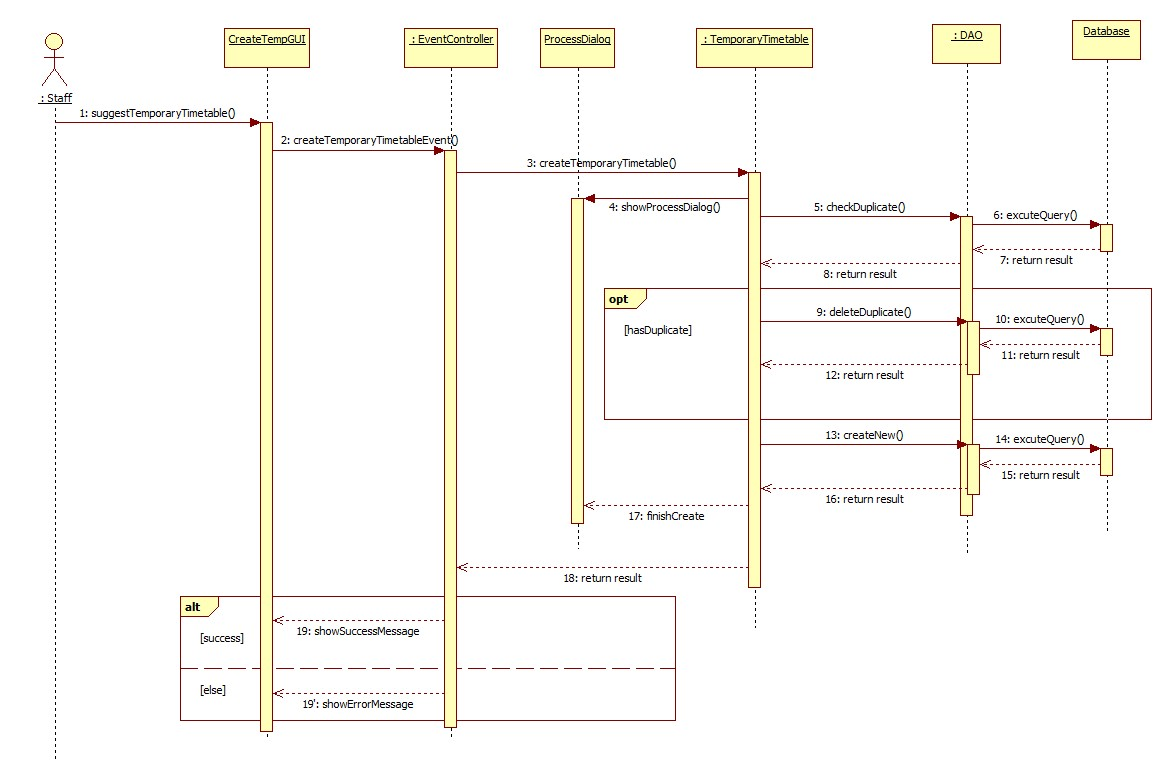 CreateTempGUI
: EventController
ProcessDialog
: TemporaryTimetable
: DAO
Database
: Staff
1: suggestTemporaryTimetable()
2: createTemporaryTimetableEvent()
3: createTemporaryTimetable()
4: showProcessDialog()
5: checkDuplicate()
6: excuteQuery()
7: return result
8: return result
opt
[hasDuplicate]
9: deleteDuplicate()
10: excuteQuery()
11: return result
12: return result
13: createNew()
14: excuteQuery()
15: return result
16: return result
17: finishCreate
18: return result
alt
[success]
19: showSuccessMessage
[else]
19': showErrorMessage